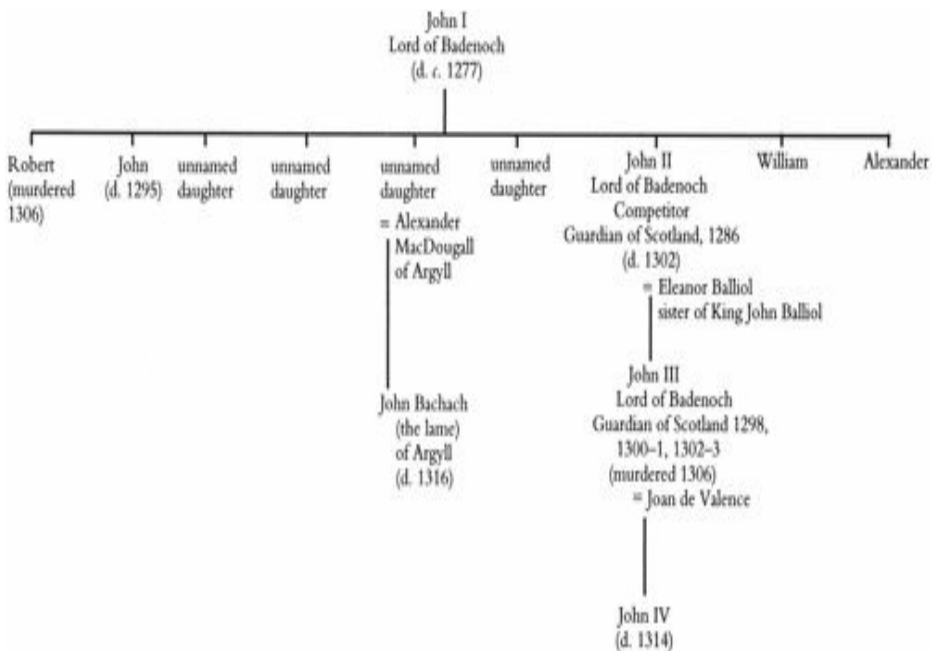 John I
Lord of Badenoch
(d. c. 1277)
Robert
(murdered
1306)
John
(d. 1295)
unnamed
daughter
unnamed
daughter
unnamed
daughter
= Alexander
MacDougall
of Argyll
John Bachach
(the lame)
of Argyll
(d. 1316)
unnamed
daughter
John II
Lord of Badenoch
Competitor
Guardian of Scotland, 1286
(d. 1302)
= Eleanor Balliol
sister of King John Balliol
John III
Lord of Badenoch
Guardian of Scotland 1298,
1300–1, 1302–3
(murdered 1306)
= Joan de Valence
John IV
(d. 1314)
William
Alexander